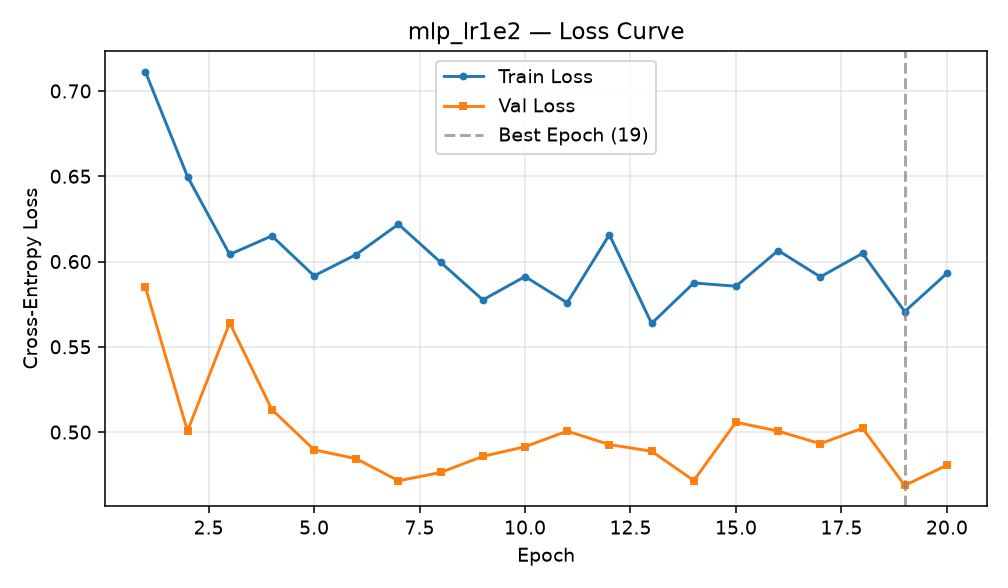 mlp_lr1e2 — Loss Curve
Train Loss
Val Loss
Best Epoch (19)
Cross-Entropy Loss
0.70
0.65
0.60
0.55
0.50
2.5 5.0 7.5 10.0 12.5 15.0 17.5 20.0
Epoch